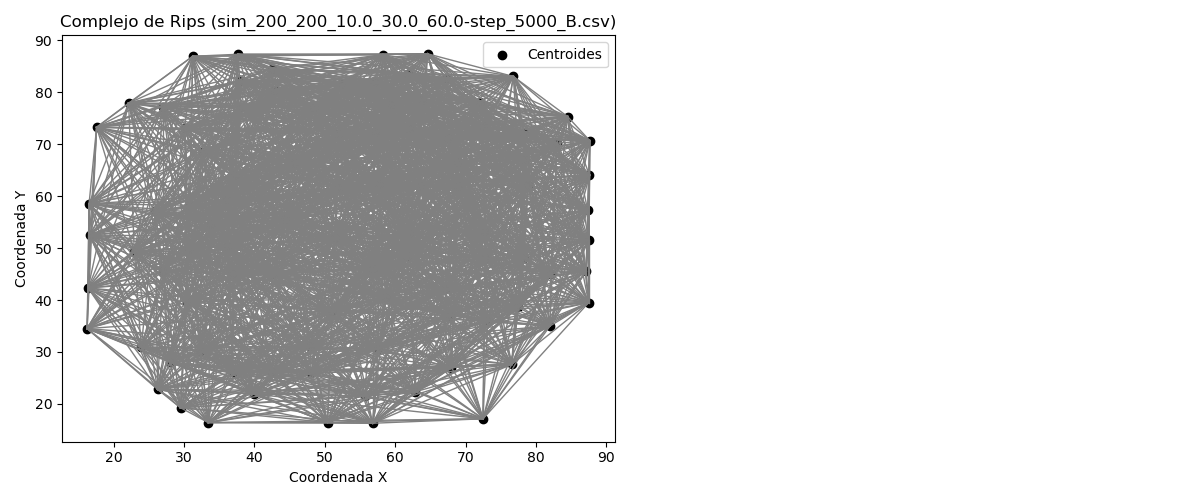 Complejo de Rips (sim_200_200_10.0_30.0_60.0-step_5000_B.csv)
Centroides
90
80
70
60
50
40
30
20
Coordenada Y
20 30 40 50 60 70 80 90
Coordenada X